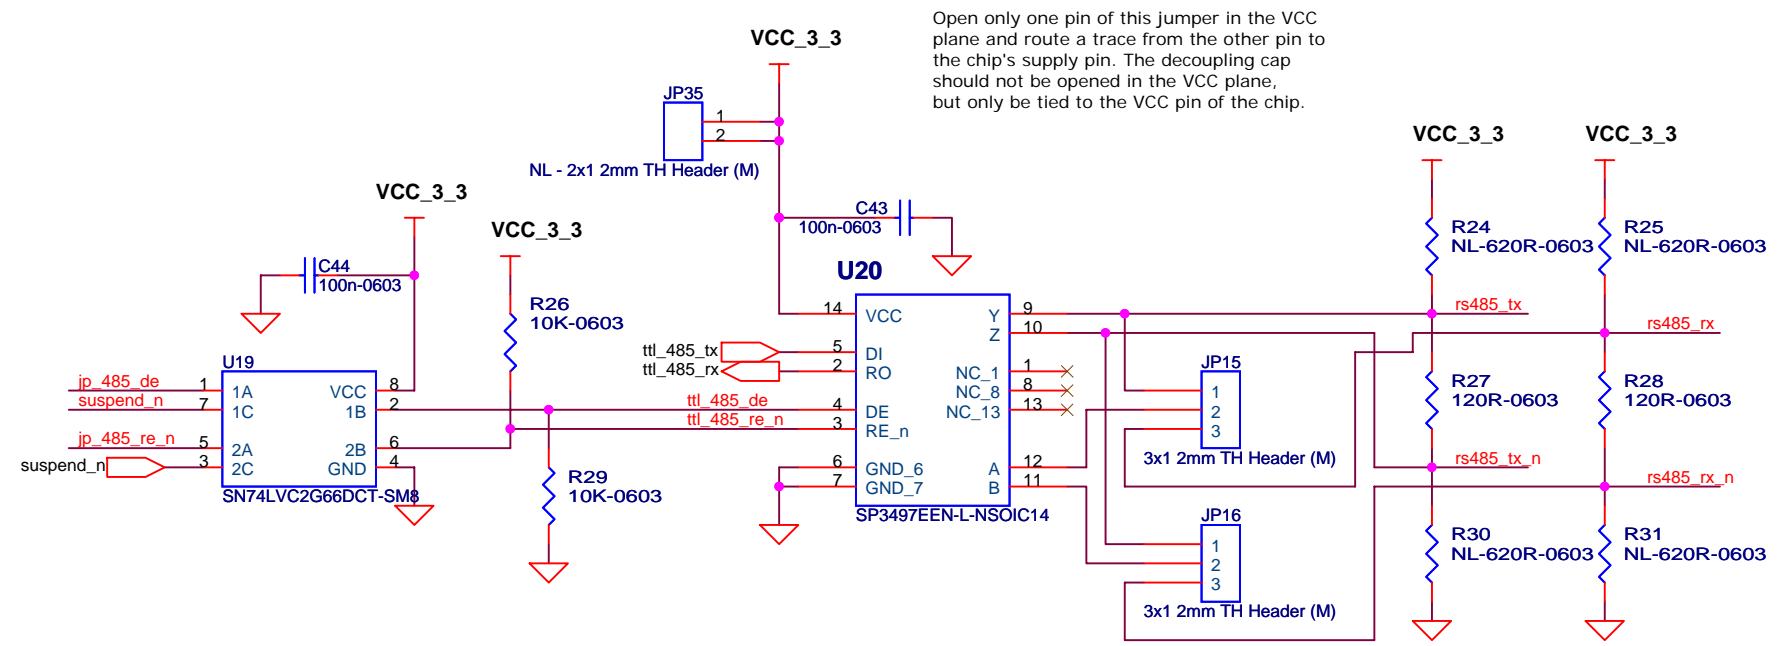 Open only one pin of this jumper in the VCC
plane and route a trace from the other pin to
the chip's supply pin. The decoupling cap
should not be opened in the VCC plane,
but only be tied to the VCC pin of the chip.
VCC_3_3
JP35
1
2
NL - 2x1 2mm TH Header (M)
VCC_3_3
VCC_3_3
VCC_3_3
VCC_3_3
C43
100n-0603
C44
100n-0603
R24
NL-620R-0603
R25
NL-620R-0603
R26
10K-0603
U20
14 VCC
5 DI
2 RO
4 DE
3 RE_n
6 GND_6
7 GND_7
Y 9
Z 10
NC_1 1
NC_8 8
NC_13 13
A 12
B 11
SP3497EEN-L-NSOIC14
ttl_485_tx
ttl_485_rx
ttl_485_de
ttl_485_re_n
rs485_tx
rs485_rx
U19
jp_485_de
suspend_n
jp_485_re_n
suspend_n
1 1A
7 1C
5 2A
3 2C
VCC 8
1B 2
2B 6
GND 4
SN74LVC2G66DCT-SM8
R29
10K-0603
JP15
1
2
3
3x1 2mm TH Header (M)
R27
120R-0603
R28
120R-0603
rs485_tx_n
rs485_rx_n
JP16
1
2
3
3x1 2mm TH Header (M)
R30
NL-620R-0603
R31
NL-620R-0603